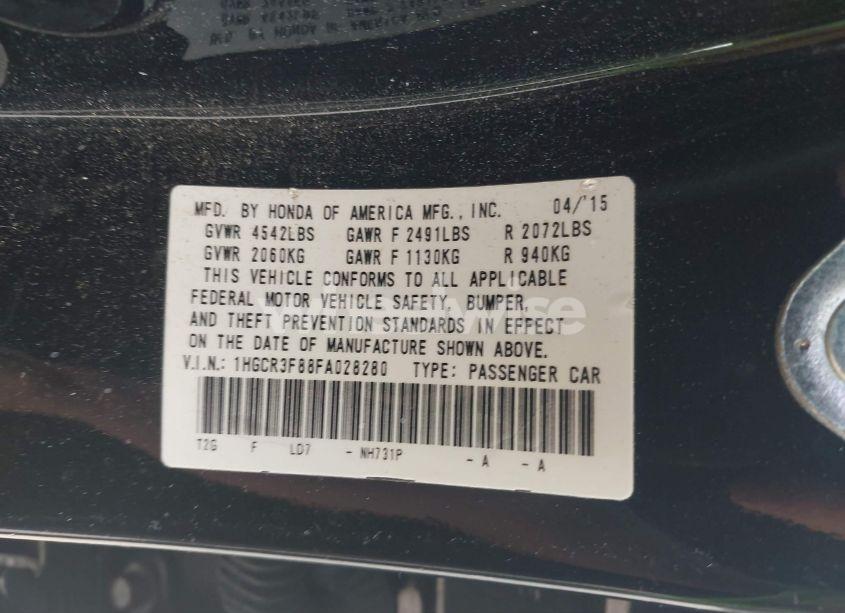 MFD. BY HONDA OF AMERICA MFG., INC. 04/'15
GVWR 4542LBS GAWR F 2491LBS R 2072LBS
GVWR 2060KG GAWR F 1130KG R 940KG
THIS VEHICLE CONFORMS TO ALL APPLICABLE
FEDERAL MOTOR VEHICLE SAFETY, BUMPER,
AND THEFT PREVENTION STANDARDS IN EFFECT
ON THE DATE OF MANUFACTURE SHOWN ABOVE.
V.I.N.: 1HGCR3F88FA028280 TYPE: PASSENGER CAR
T2G F LD7 - NH731P - A - A